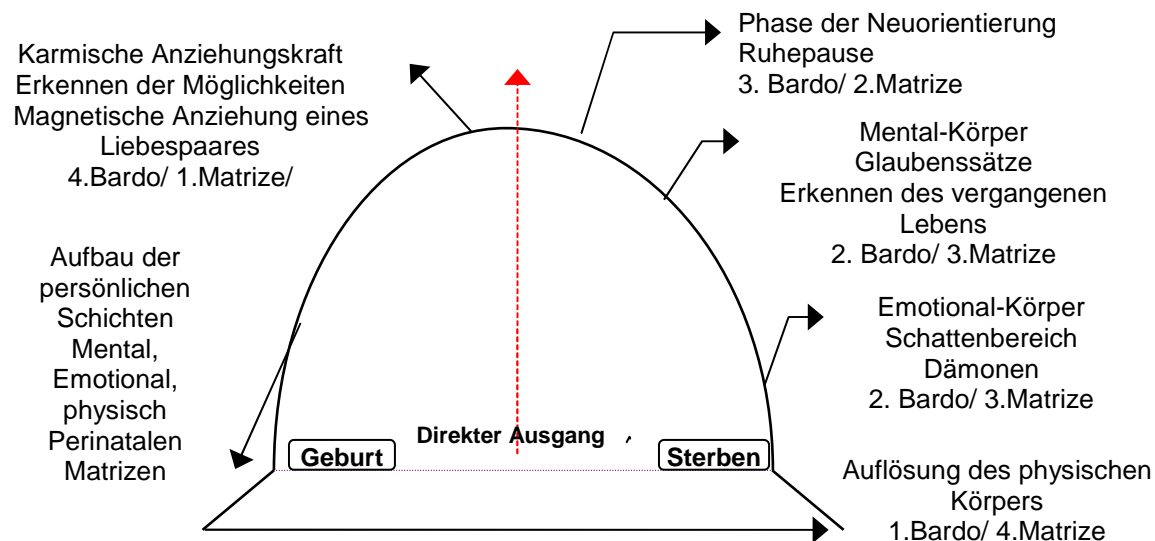 Karmische Anziehungskraft
Erkennen der Möglichkeiten
Magnetische Anziehung eines
Liebespaares
4.Bardo/ 1.Matrize/
Phase der Neuorientierung
Ruhepause
3. Bardo/ 2.Matrize
Mental-Körper
Glaubenssätze
Erkennen des vergangenen
Lebens
2. Bardo/ 3.Matrize
Aufbau der
persönlichen
Schichten
Mental,
Emotional,
physisch
Perinatalen
Matrizen
Emotional-Körper
Schattenbereich
Dämonen
2. Bardo/ 3.Matrize
Direkter Ausgang
Geburt
Sterben
Auflösung des physischen
Körpers
1.Bardo/ 4.Matrize